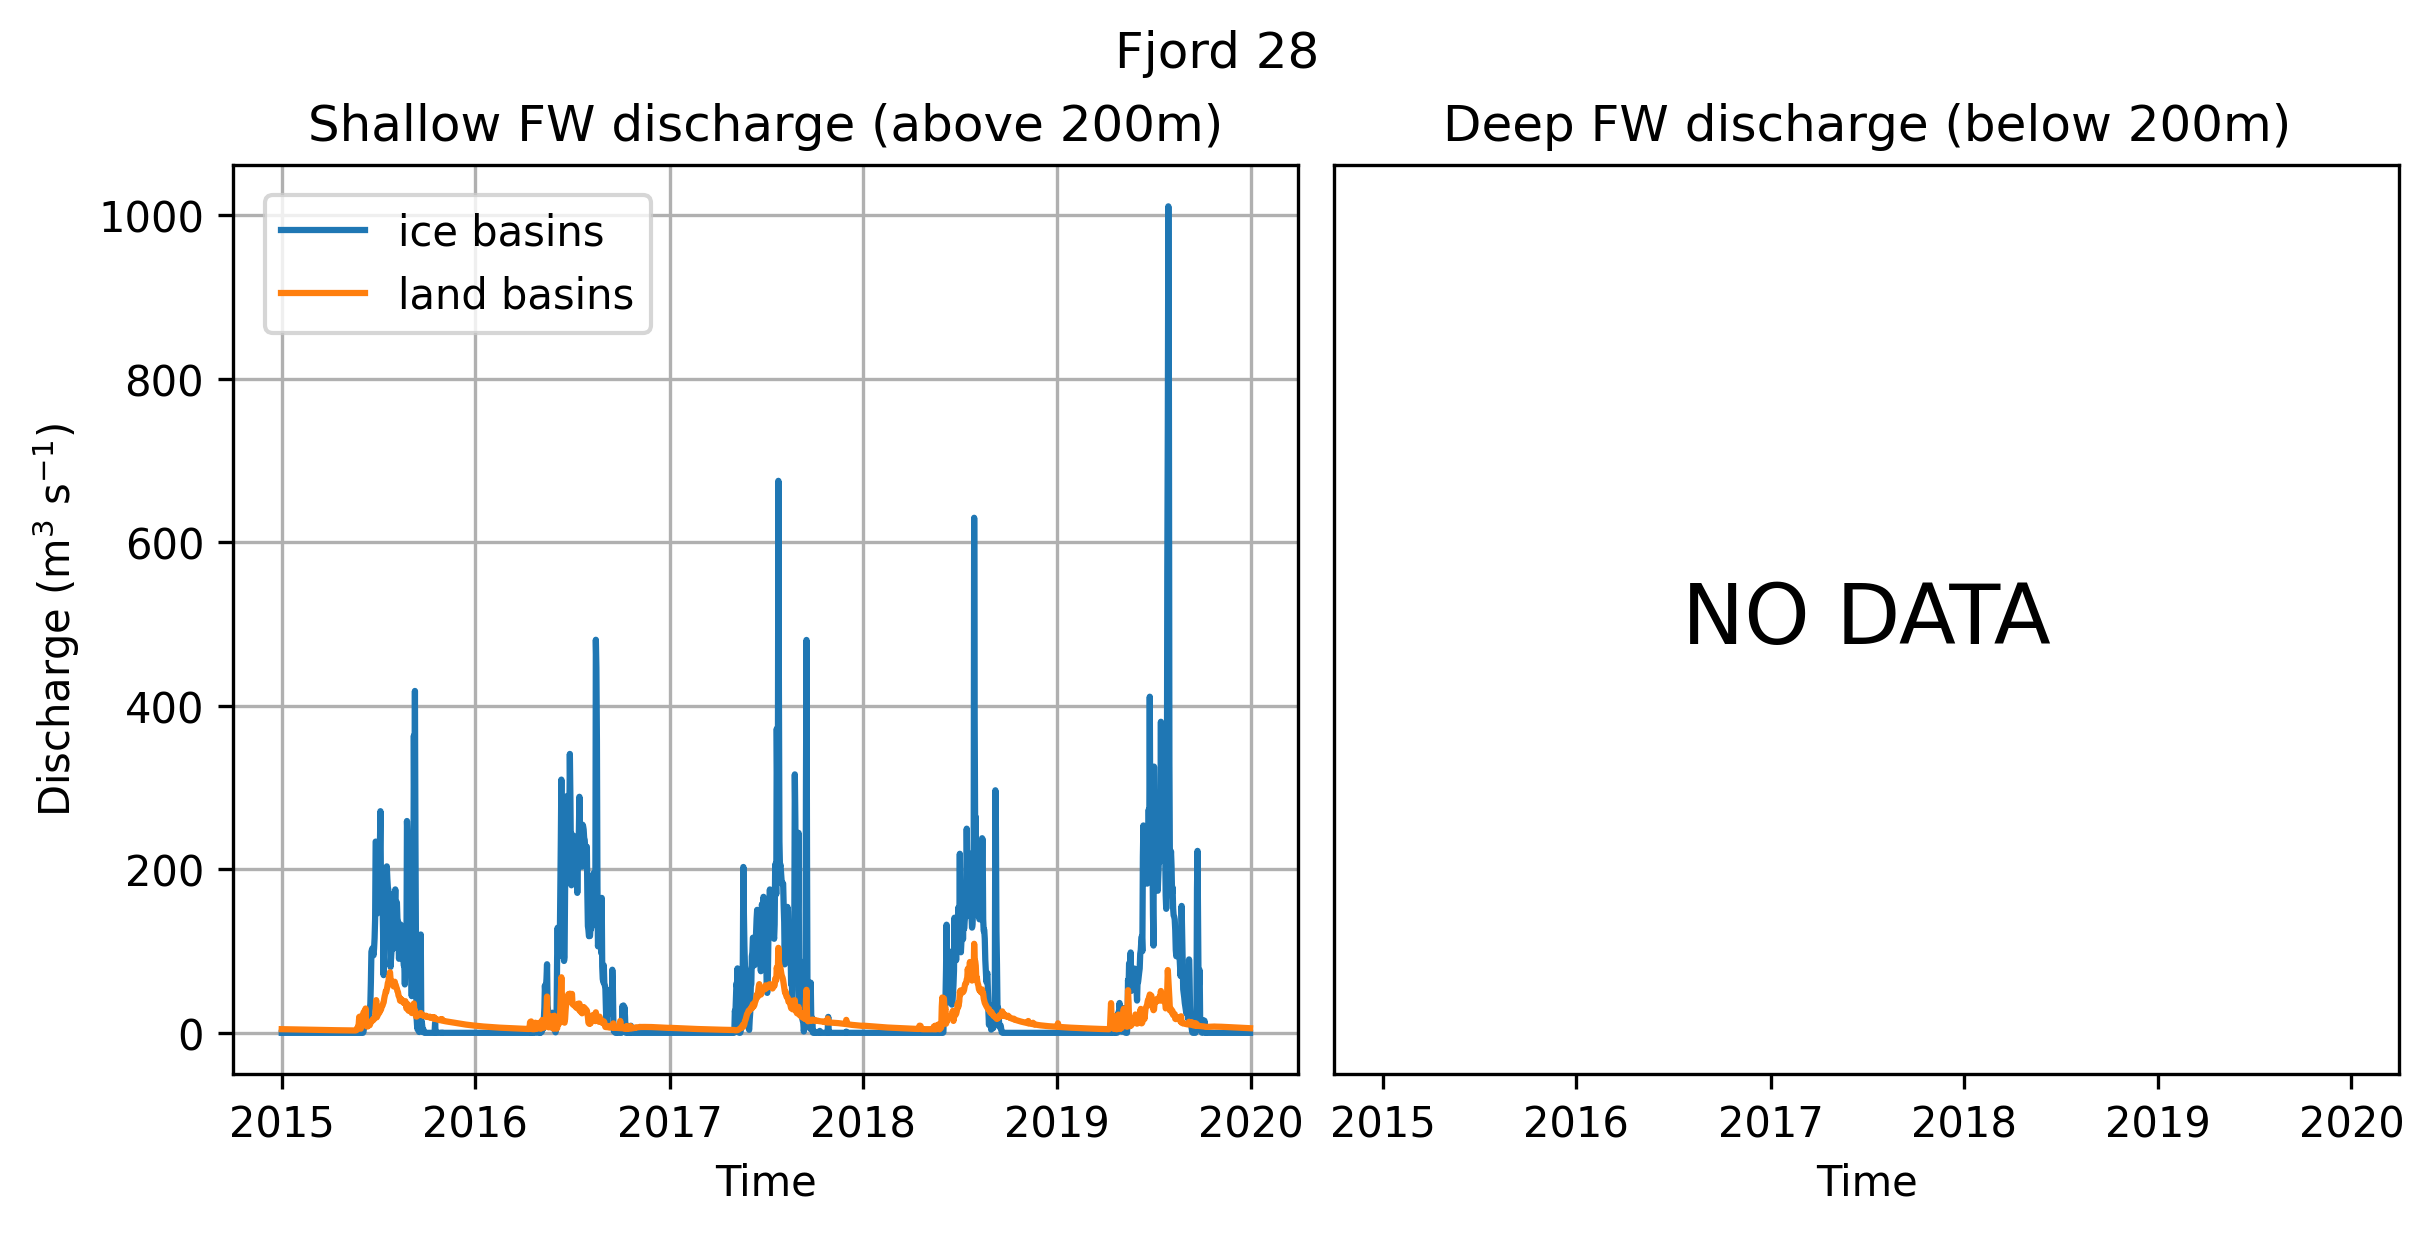 Fjord 28
Shallow FW discharge (above 200m)
Deep FW discharge (below 200m)
Discharge (m³ s⁻¹)
1000
800
600
400
200
0
ice basins
land basins
NO DATA
2015 2016 2017 2018 2019 2020
2015 2016 2017 2018 2019 2020
Time
Time